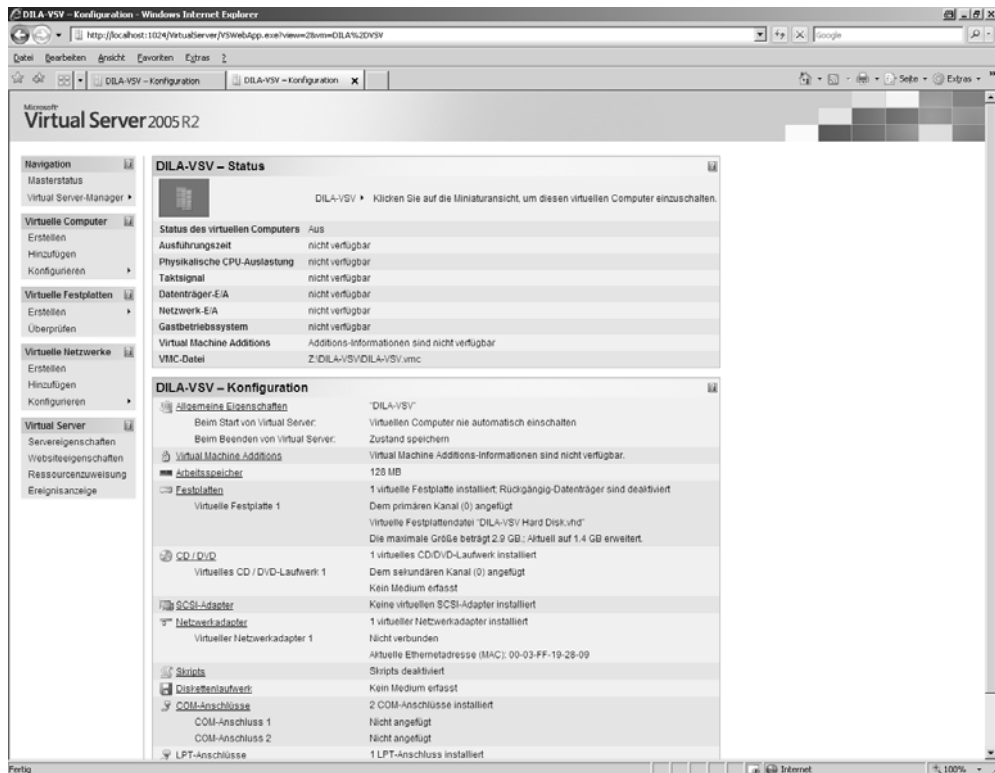 DILA-VSV – Konfiguration - Windows Internet Explorer
http://localhost:1024/VirtualServer/VSWebApp.exe?view=2&vm=DILA%2DVSV
Google
Datei Bearbeiten Ansicht Favoriten Extras ?
DILA-VSV – Konfiguration
DILA-VSV – Konfiguration
Seite
Extras
Microsoft
Virtual Server 2005 R2
Navigation
Masterstatus
Virtual Server-Manager
Virtuelle Computer
Erstellen
Hinzufügen
Konfigurieren
Virtuelle Festplatten
Erstellen
Überprüfen
Virtuelle Netzwerke
Erstellen
Hinzufügen
Konfigurieren
Virtual Server
Servereigenschaften
Websiteeigenschaften
Ressourcenzuweisung
Ereignisanzeige
DILA-VSV – Status
DILA-VSV Klicken Sie auf die Miniaturansicht, um diesen virtuellen Computer einzuschalten.
Status des virtuellen Computers Aus
Ausführungszeit nicht verfügbar
Physikalische CPU-Auslastung nicht verfügbar
Taktsignal nicht verfügbar
Datenträger-E/A nicht verfügbar
Netzwerk-E/A nicht verfügbar
Gastbetriebssystem nicht verfügbar
Virtual Machine Additions Additions-Informationen sind nicht verfügbar
VMC-Datei Z:\DILA-VSV\DILA-VSV.vmc
DILA-VSV – Konfiguration
Allgemeine Eigenschaften "DILA-VSV"
Beim Start von Virtual Server: Virtuellen Computer nie automatisch einschalten
Beim Beenden von Virtual Server: Zustand speichern
Virtual Machine Additions Virtual Machine Additions-Informationen sind nicht verfügbar.
Arbeitsspeicher 128 MB
Festplatten 1 virtuelle Festplatte installiert; Rückgängig-Datenträger sind deaktiviert
Virtuelle Festplatte 1 Dem primären Kanal (0) angefügt
Virtuelle Festplattendatei "DILA-VSV Hard Disk.vhd"
Die maximale Größe beträgt 2.9 GB.; Aktuell auf 1.4 GB erweitert.
CD / DVD 1 virtuelles CD/DVD-Laufwerk installiert
Virtuelles CD / DVD-Laufwerk 1 Dem sekundären Kanal (0) angefügt
Kein Medium erfasst
SCSI-Adapter Keine virtuellen SCSI-Adapter installiert
Netzwerkadapter 1 virtueller Netzwerkadapter installiert
Virtueller Netzwerkadapter 1 Nicht verbunden
Aktuelle Ethernetadresse (MAC): 00-03-FF-19-28-09
Skripts Skripts deaktiviert
Diskettenlaufwerk Kein Medium erfasst
COM-Anschlüsse 2 COM-Anschlüsse installiert
COM-Anschluss 1 Nicht angefügt
COM-Anschluss 2 Nicht angefügt
LPT-Anschlüsse 1 LPT-Anschluss installiert
Fertig
Internet
100%